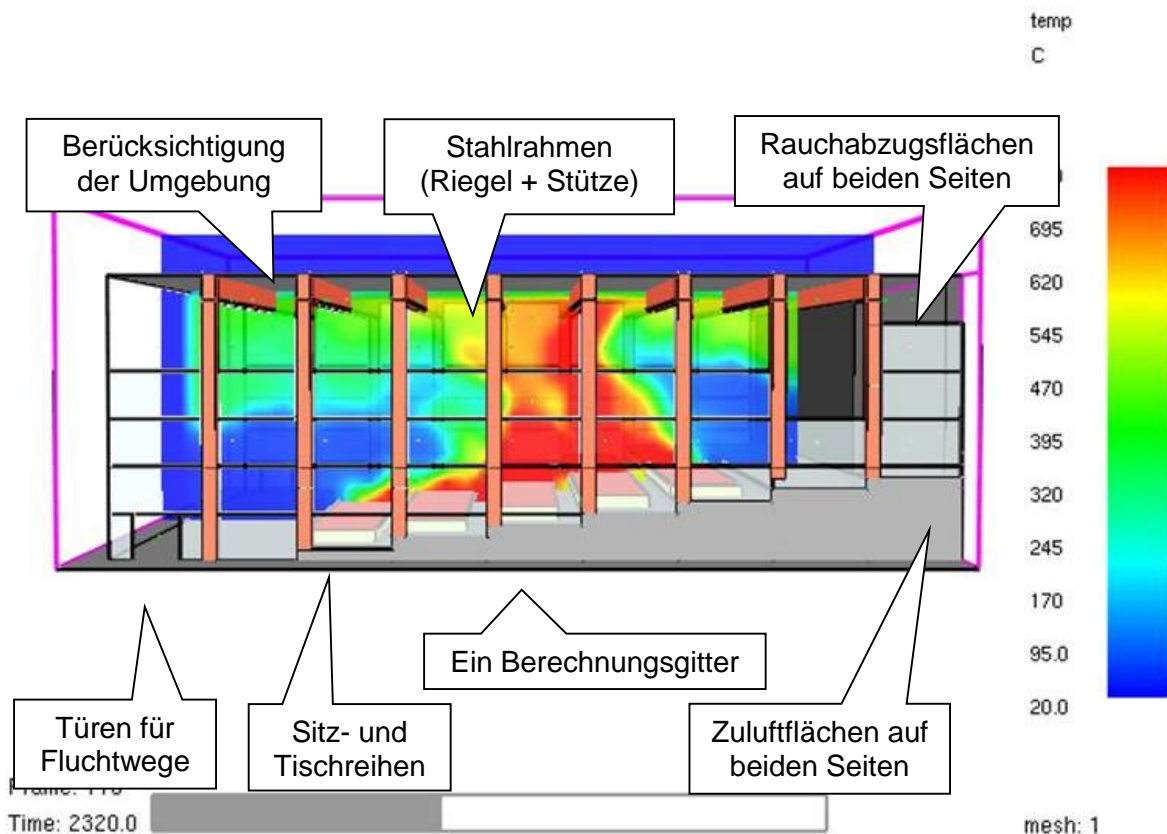 temp
C
Berücksichtigung
der Umgebung
Stahlrahmen
(Riegel + Stütze)
Rauchabzugsflächen
auf beiden Seiten
695
620
545
470
395
320
245
170
95.0
20.0
Ein Berechnungsgitter
Türen für
Fluchtwege
Sitz- und
Tischreihen
Zuluftflächen auf
beiden Seiten
Time: 2320.0
mesh: 1